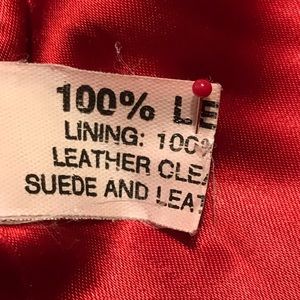 100% LE
LINING: 100%
LEATHER CLEA
SUEDE AND LEAT